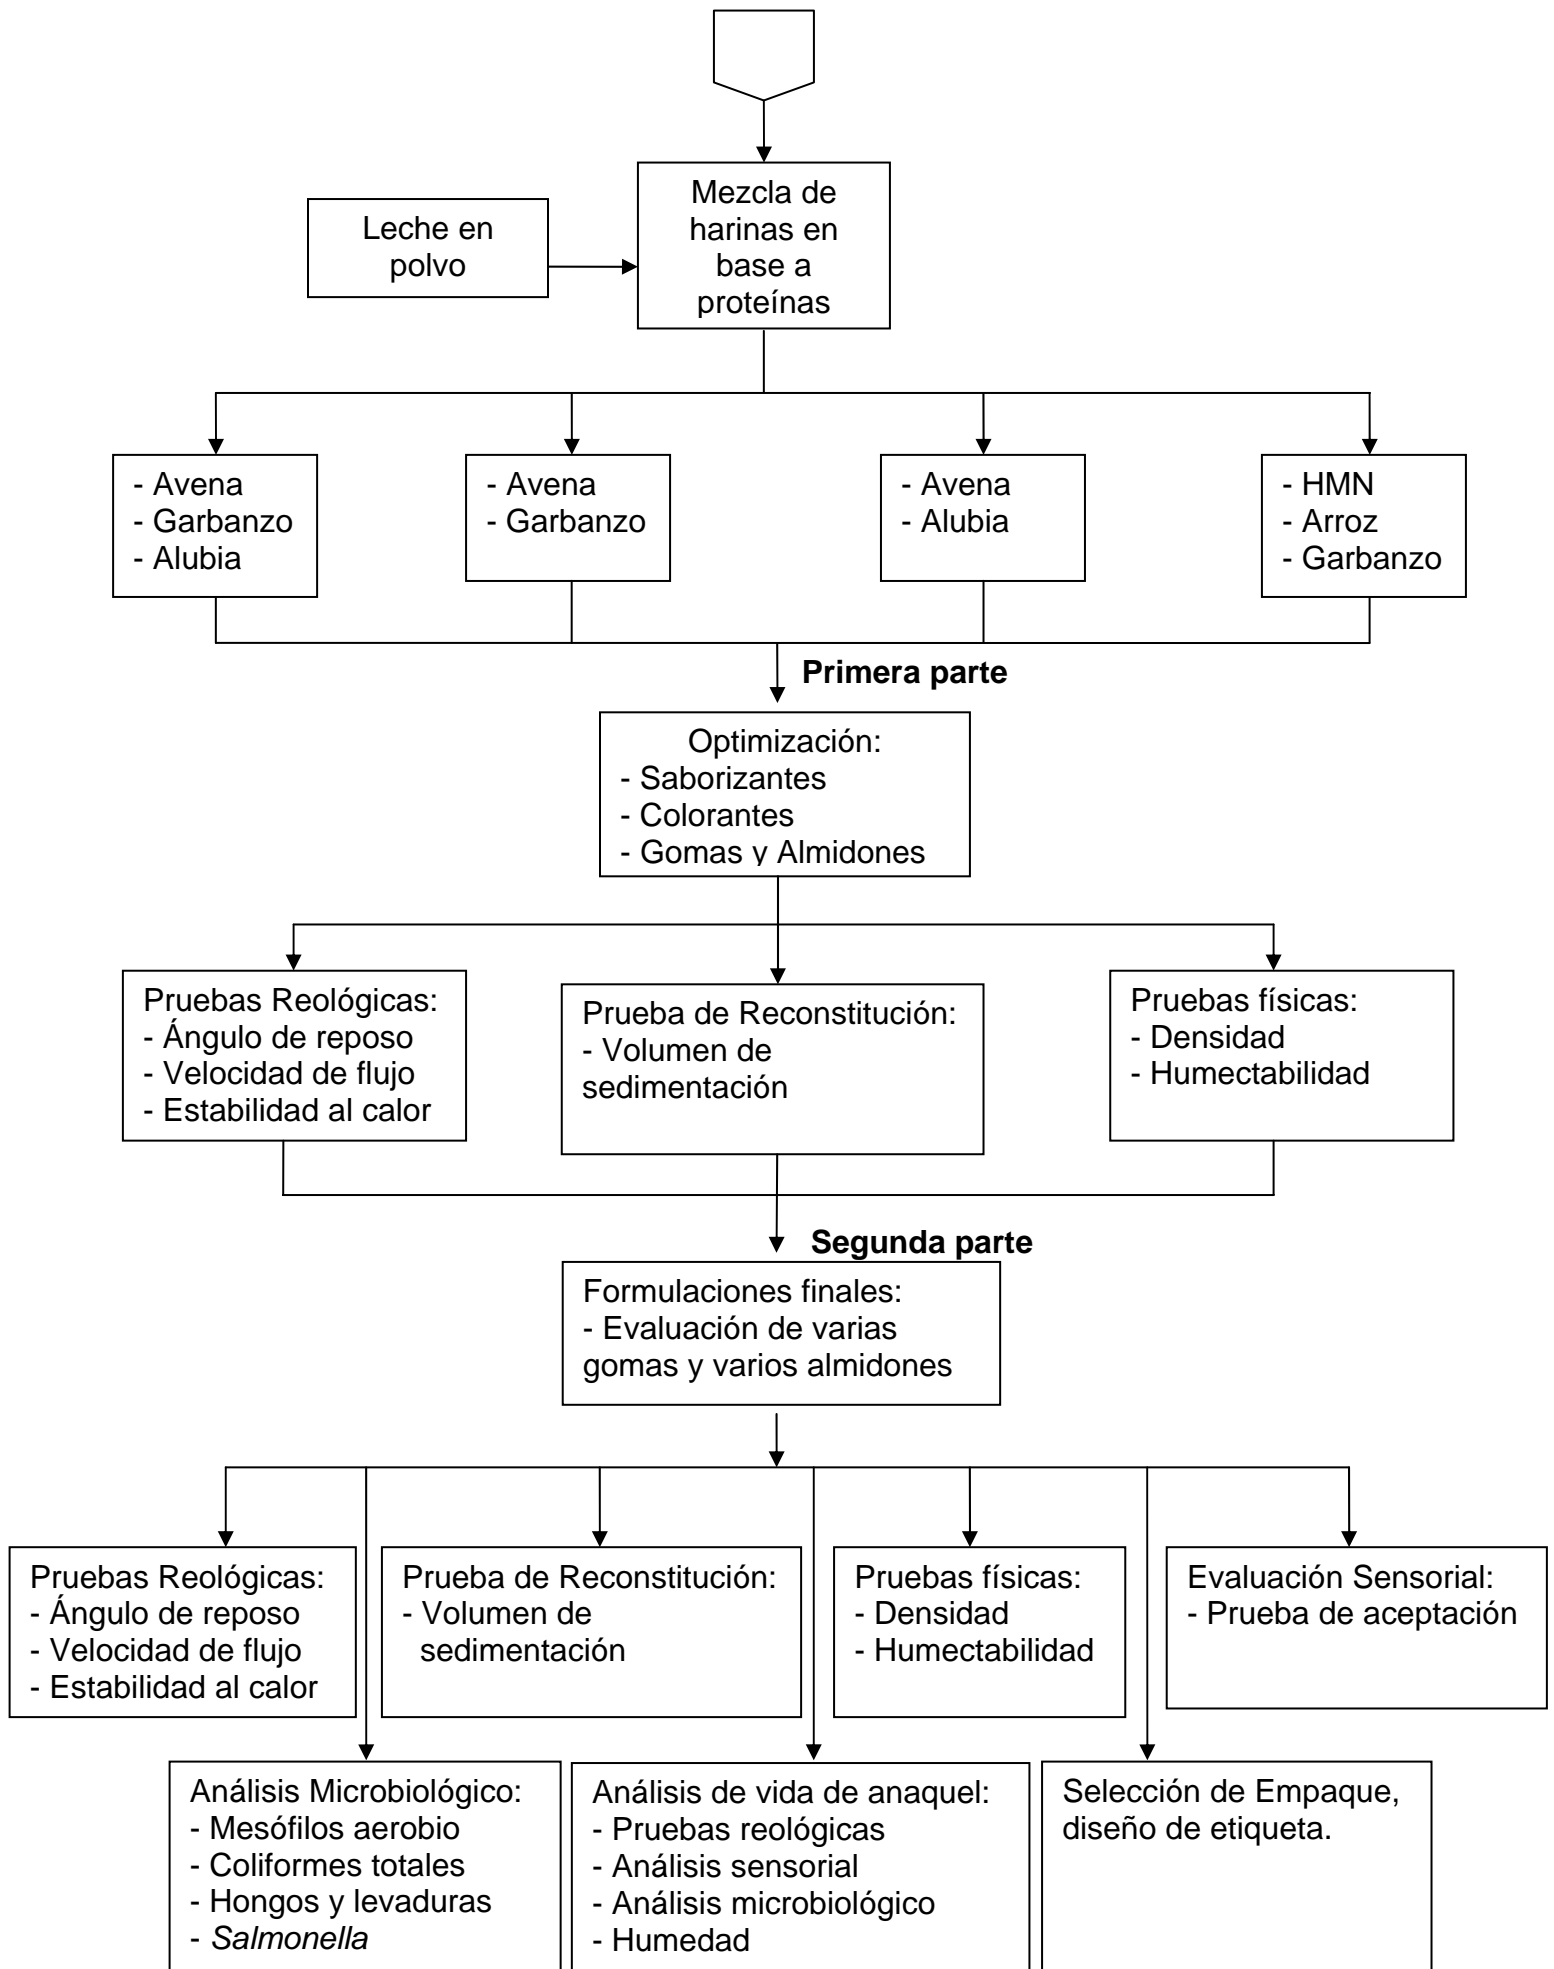 Mezcla de
harinas en
base a
proteínas
Leche en
polvo
- Avena
- Garbanzo
- Alubia
- Avena
- Garbanzo
- Avena
- Alubia
- HMN
- Arroz
- Garbanzo
Primera parte
Optimización:
- Saborizantes
- Colorantes
- Gomas y Almidones
Pruebas Reológicas:
- Ángulo de reposo
- Velocidad de flujo
- Estabilidad al calor
Prueba de Reconstitución:
- Volumen de
sedimentación
Pruebas físicas:
- Densidad
- Humectabilidad
Segunda parte
Formulaciones finales:
- Evaluación de varias
gomas y varios almidones
Pruebas Reológicas:
- Ángulo de reposo
- Velocidad de flujo
- Estabilidad al calor
Prueba de Reconstitución:
- Volumen de
sedimentación
Pruebas físicas:
- Densidad
- Humectabilidad
Evaluación Sensorial:
- Prueba de aceptación
Análisis Microbiológico:
- Mesófilos aerobio
- Coliformes totales
- Hongos y levaduras
- Salmonella
Análisis de vida de anaquel:
- Pruebas reológicas
- Análisis sensorial
- Análisis microbiológico
- Humedad
Selección de Empaque,
diseño de etiqueta.